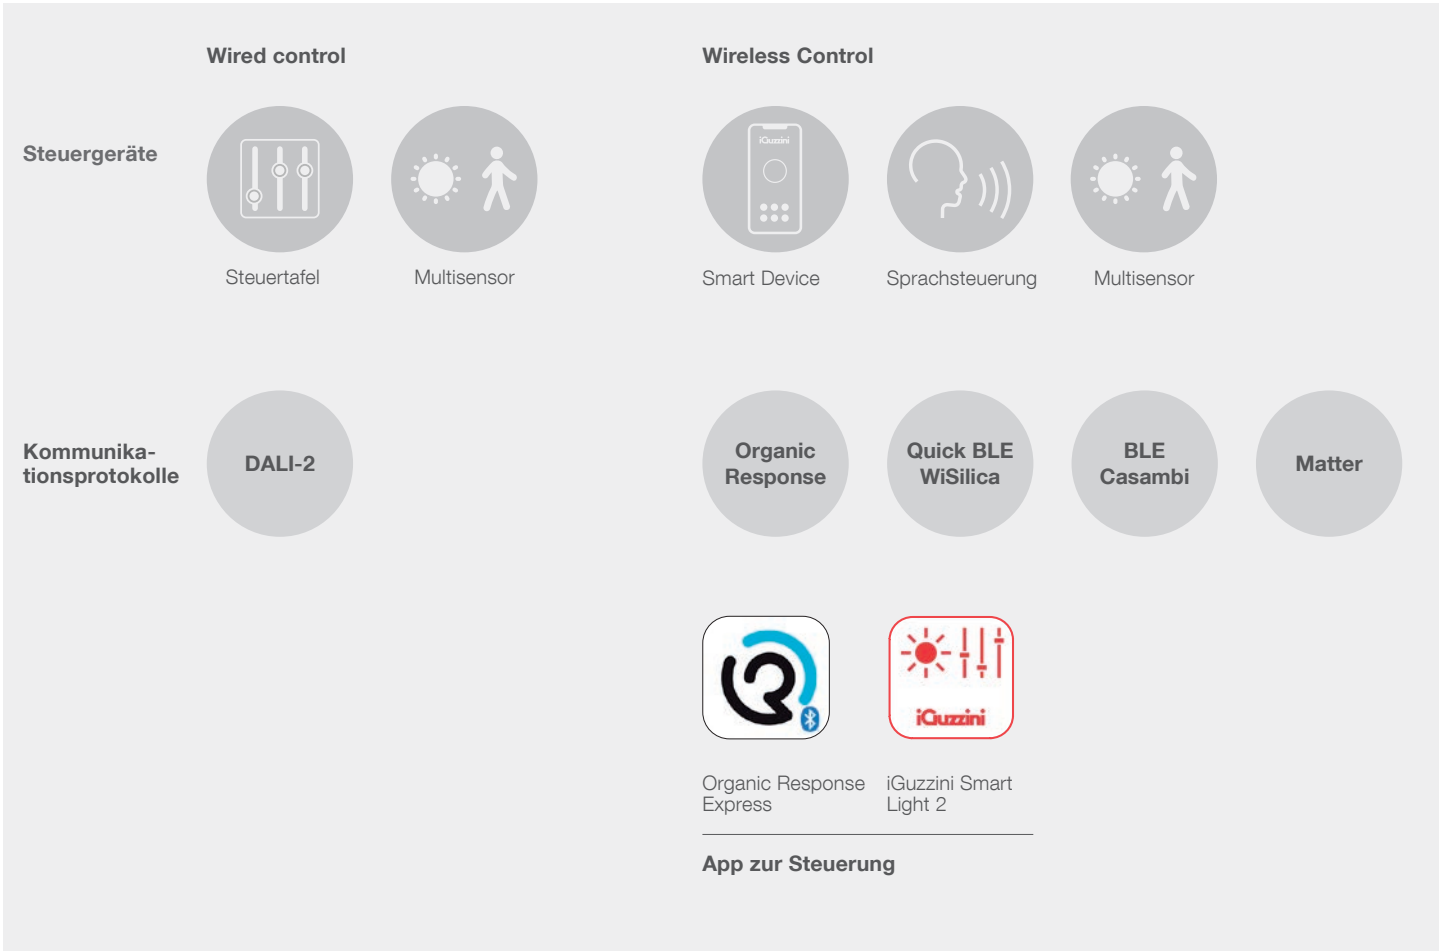 Wired control
Wireless Control
Steuergeräte
iGuzzini
Steuertafel
Multisensor
Smart Device
Sprachsteuerung
Multisensor
Kommunika-
tionsprotokolle
DALI-2
Organic
Response
Quick BLE
WiSilica
BLE
Casambi
Matter
iGuzzini
Organic Response
Express
iGuzzini Smart
Light 2
App zur Steuerung